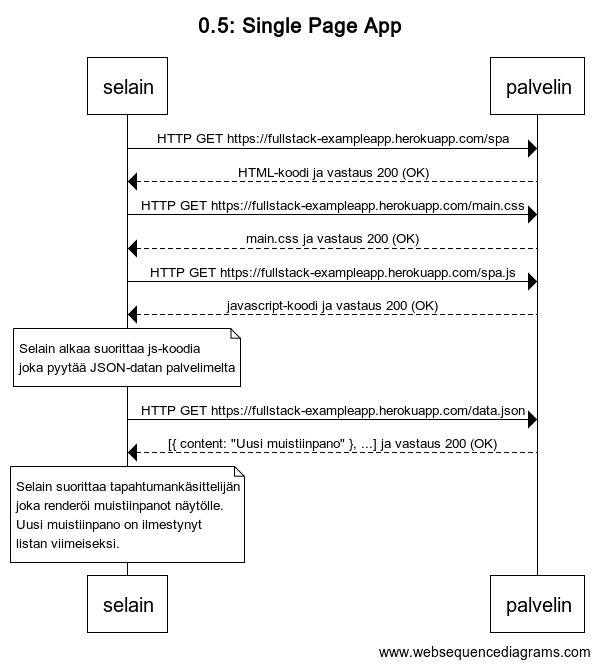 0.5: Single Page App
selain
palvelin
HTTP GET https://fullstack-exampleapp.herokuapp.com/spa
HTML-koodi ja vastaus 200 (OK)
HTTP GET https://fullstack-exampleapp.herokuapp.com/main.css
main.css ja vastaus 200 (OK)
HTTP GET https://fullstack-exampleapp.herokuapp.com/spa.js
javascript-koodi ja vastaus 200 (OK)
Selain alkaa suorittaa js-koodia
joka pyytää JSON-datan palvelimelta
HTTP GET https://fullstack-exampleapp.herokuapp.com/data.json
[{ content: "Uusi muistiinpano" }, ...] ja vastaus 200 (OK)
Selain suorittaa tapahtumankäsittelijän
joka renderöi muistiinpanot näytölle.
Uusi muistiinpano on ilmestynyt
listan viimeiseksi.
selain
palvelin
www.websequencediagrams.com